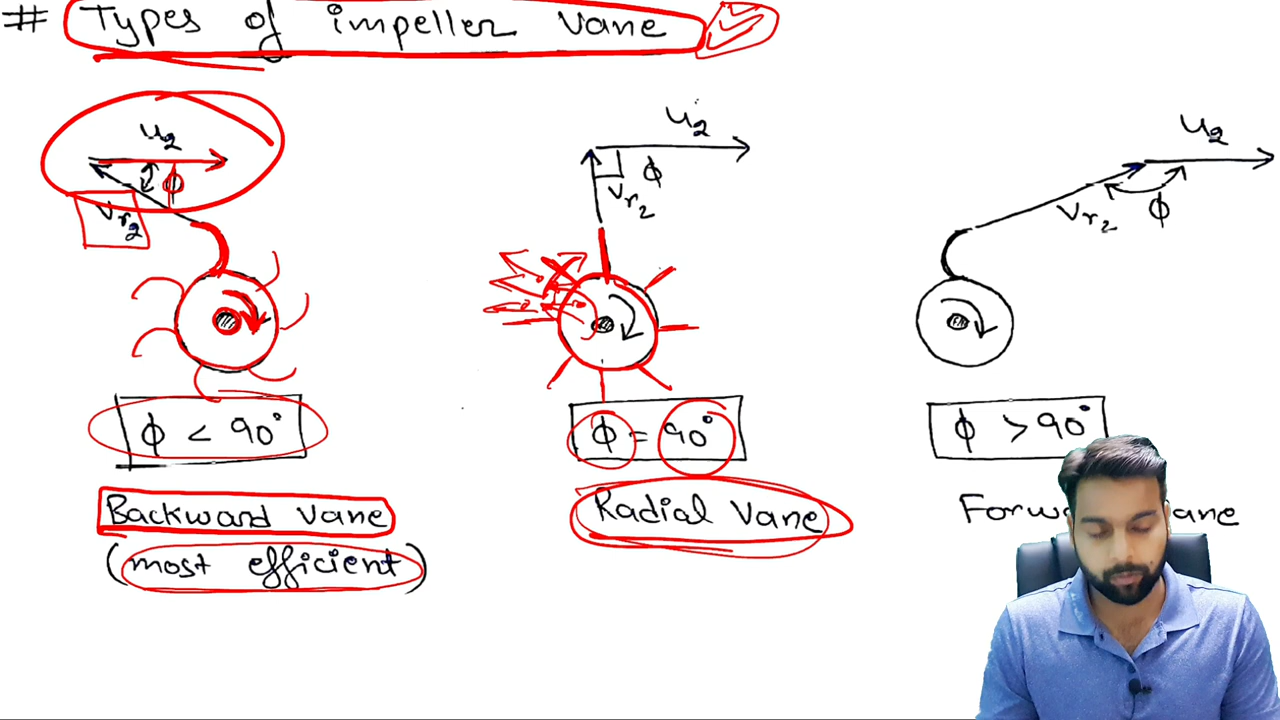 # Types of impeller vane
u2
ϕ
Vr2
ϕ < 90°
Backward vane
(most efficient)
u2
ϕ
Vr2
ϕ = 90°
Radial Vane
u2
Vr2
ϕ
ϕ > 90°